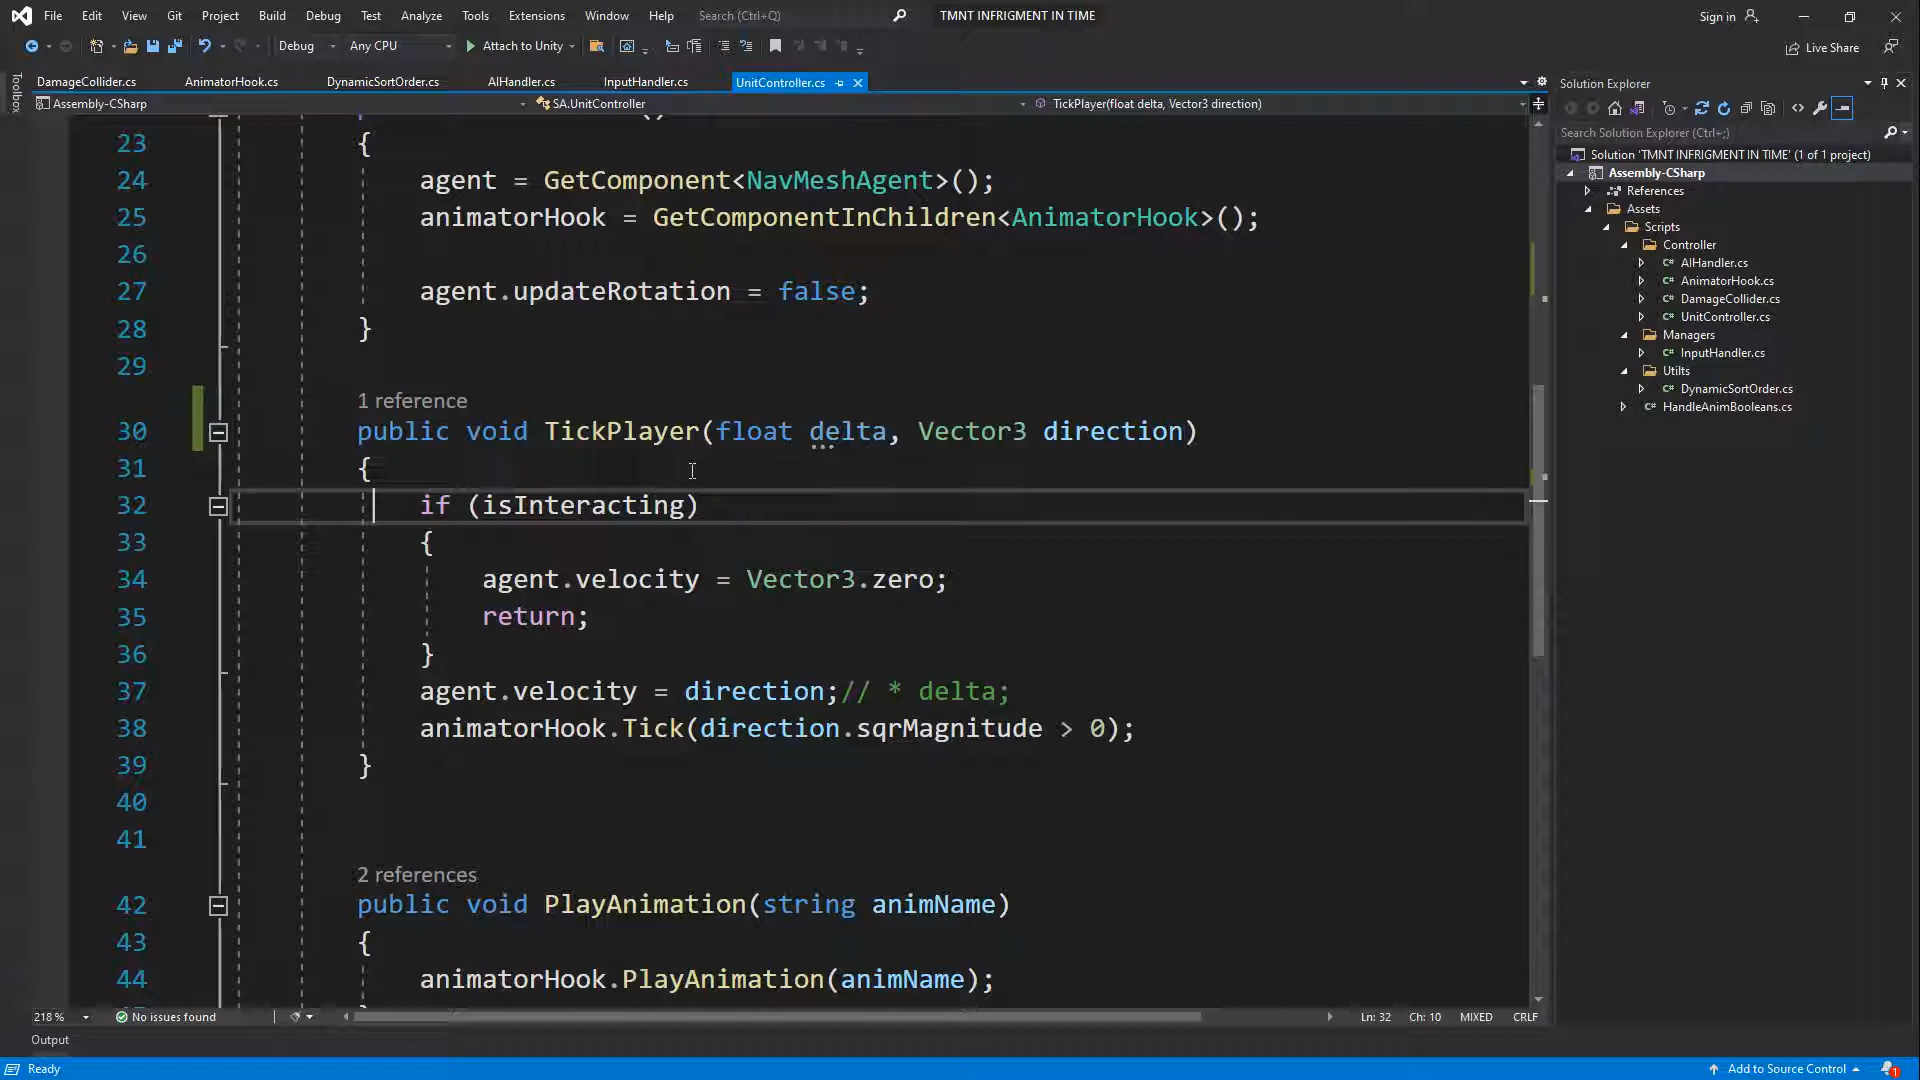 File Edit View Git Project Build Debug Test Analyze Tools Extensions Window Help Search (Ctrl+Q) TMNT INFRIGMENT IN TIME Sign in
Debug Any CPU Attach to Unity Live Share
Toolbox
DamageCollider.cs AnimatorHook.cs DynamicSortOrder.cs AIHandler.cs InputHandler.cs UnitController.cs
Assembly-CSharp SA.UnitController TickPlayer(float delta, Vector3 direction)
23 {
24 agent = GetComponent<NavMeshAgent>();
25 animatorHook = GetComponentInChildren<AnimatorHook>();
26
27 agent.updateRotation = false;
28 }
29
1 reference
30 public void TickPlayer(float delta, Vector3 direction)
31 {
32 if (isInteracting)
33 {
34 agent.velocity = Vector3.zero;
35 return;
36 }
37 agent.velocity = direction;// * delta;
38 animatorHook.Tick(direction.sqrMagnitude > 0);
39 }
40
41
2 references
42 public void PlayAnimation(string animName)
43 {
44 animatorHook.PlayAnimation(animName);
218 % No issues found Ln: 32 Ch: 10 MIXED CRLF
Output
Ready Add to Source Control 1
Solution Explorer
Search Solution Explorer (Ctrl+;)
Solution 'TMNT INFRIGMENT IN TIME' (1 of 1 project)
Assembly-CSharp
References
Assets
Scripts
Controller
C# AIHandler.cs
C# AnimatorHook.cs
C# DamageCollider.cs
C# UnitController.cs
Managers
C# InputHandler.cs
Utilts
C# DynamicSortOrder.cs
C# HandleAnimBooleans.cs